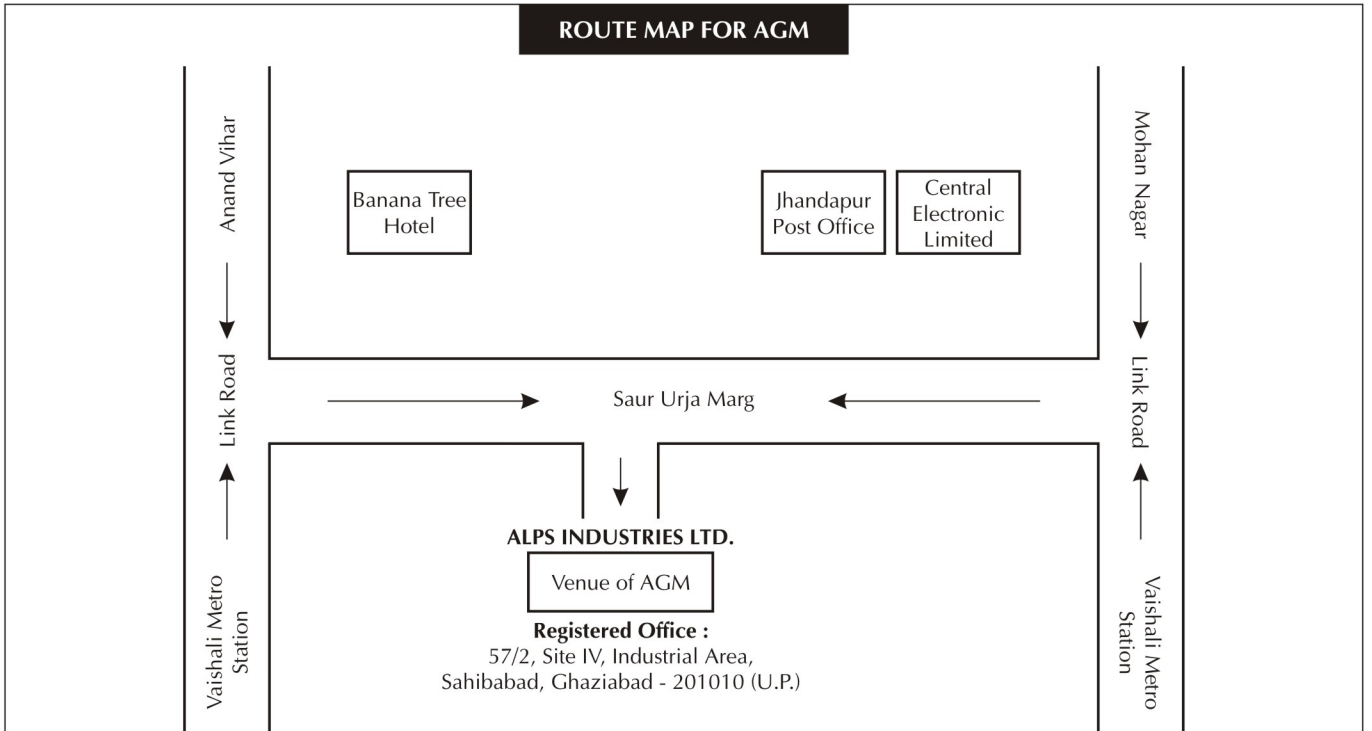 ROUTE MAP FOR AGM
Anand Vihar
Banana Tree
Hotel
Jhandapur
Post Office
Central
Electronic
Limited
Mohan Nagar
Link Road
Saur Urja Marg
Link Road
ALPS INDUSTRIES LTD.
Venue of AGM
Registered Office :
57/2, Site IV, Industrial Area,
Sahibabad, Ghaziabad - 201010 (U.P.)
Vaishali Metro
Station
Vaishali Metro
Station